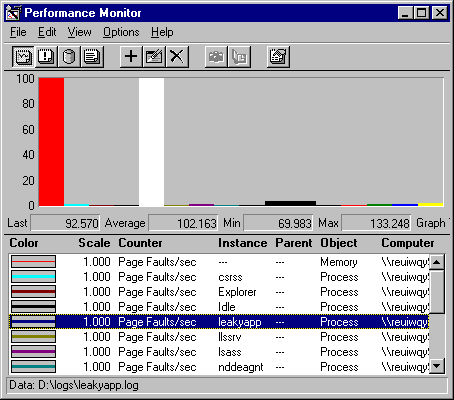 Performance Monitor
File Edit View Options Help
100
80
60
40
20
0
Last 92.570 Average 102.163 Min 69.983 Max 133.248 Graph
Color Scale Counter Instance Parent Object Computer
1.000 Page Faults/sec --- Memory \\reuiwqy
1.000 Page Faults/sec csrss --- Process \\reuiwqy
1.000 Page Faults/sec Explorer --- Process \\reuiwqy
1.000 Page Faults/sec Idle --- Process \\reuiwqy
1.000 Page Faults/sec leakyapp --- Process \\reuiwqy
1.000 Page Faults/sec llssrv --- Process \\reuiwqy
1.000 Page Faults/sec lsass --- Process \\reuiwqy
1.000 Page Faults/sec nddeagnt --- Process \\reuiwqy
Data: D:\logs\leakyapp.log